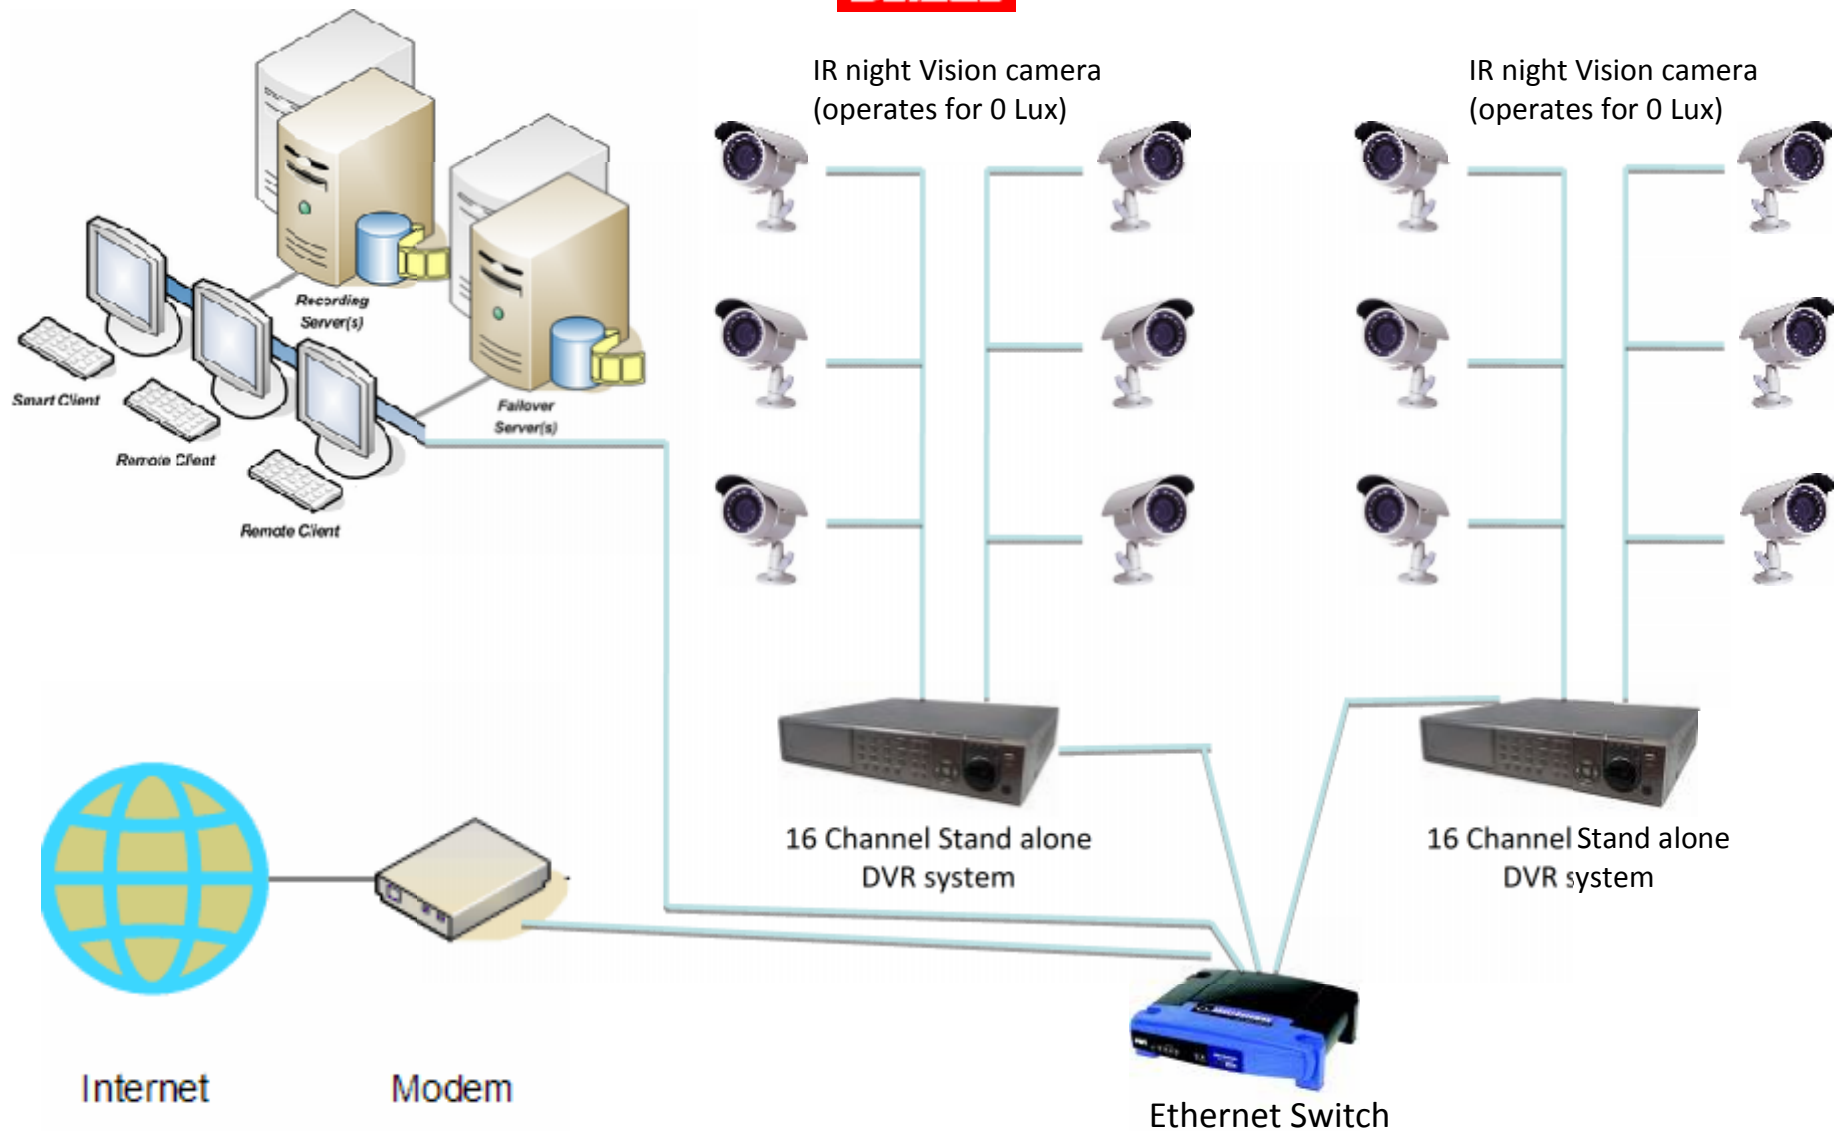 IR night Vision camera
(operates for 0 Lux)
IR night Vision camera
(operates for 0 Lux)
Recording
Server(s)
Smart Client
Failover
Server(s)
Remote Client
Remote Client
16 Channel Stand alone
DVR system
16 Channel Stand alone
DVR system
Internet
Modem
Ethernet Switch